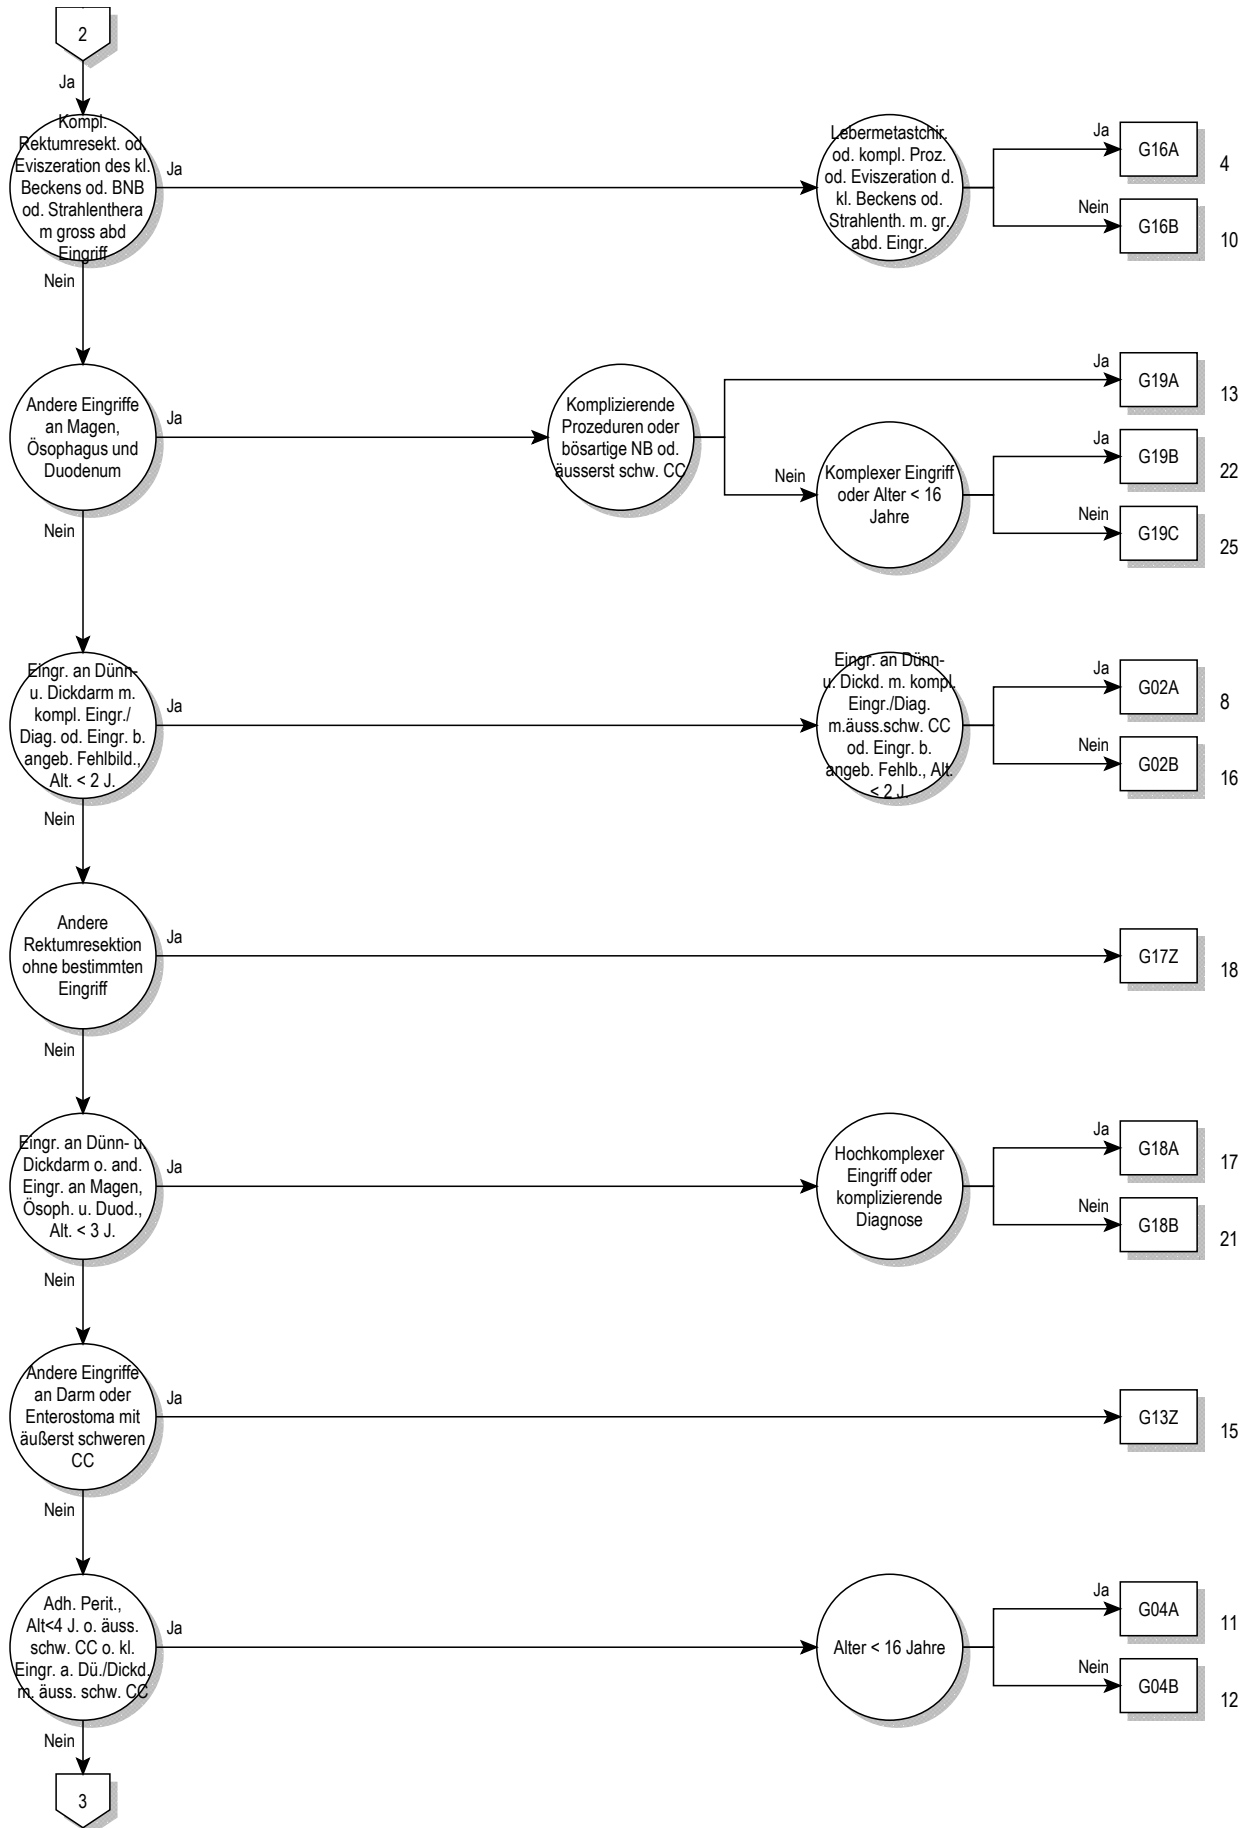 2
Ja
Kompl.
Rektumresekt. od.
Eviszeration des kl.
Beckens od. BNB
od. Strahlenthera
m gross abd
Eingriff
Ja
Lebermetastchir.
od. kompl. Proz.
od. Eviszeration d.
kl. Beckens od.
Strahlenth. m. gr.
abd. Eingr.
Ja
G16A
4
Nein
G16B
10
Nein
Andere Eingriffe
an Magen,
Ösophagus und
Duodenum
Ja
Komplizierende
Prozeduren oder
bösartige NB od.
äusserst schw. CC
Ja
G19A
13
Nein
Komplexer Eingriff
oder Alter < 16
Jahre
Ja
G19B
22
Nein
G19C
25
Nein
Eingr. an Dünn-
u. Dickdarm m.
kompl. Eingr./
Diag. od. Eingr. b.
angeb. Fehlbild.,
Alt. < 2 J.
Ja
Eingr. an Dünn-
u. Dickd. m. kompl.
Eingr./Diag.
m.äuss.schw. CC
od. Eingr. b.
angeb. Fehlb., Alt.
< 2 J.
Ja
G02A
8
Nein
G02B
16
Nein
Andere
Rektumresektion
ohne bestimmten
Eingriff
Ja
G17Z
18
Nein
Eingr. an Dünn- u.
Dickdarm o. and.
Eingr. an Magen,
Ösoph. u. Duod.,
Alt. < 3 J.
Ja
Hochkomplexer
Eingriff oder
komplizierende
Diagnose
Ja
G18A
17
Nein
G18B
21
Nein
Andere Eingriffe
an Darm oder
Enterostoma mit
äußerst schweren
CC
Ja
G13Z
15
Nein
Adh. Perit.,
Alt<4 J. o. äuss.
schw. CC o. kl.
Eingr. a. Dü./Dickd.
m. äuss. schw. CC
Ja
Alter < 16 Jahre
Ja
G04A
11
Nein
G04B
12
Nein
3